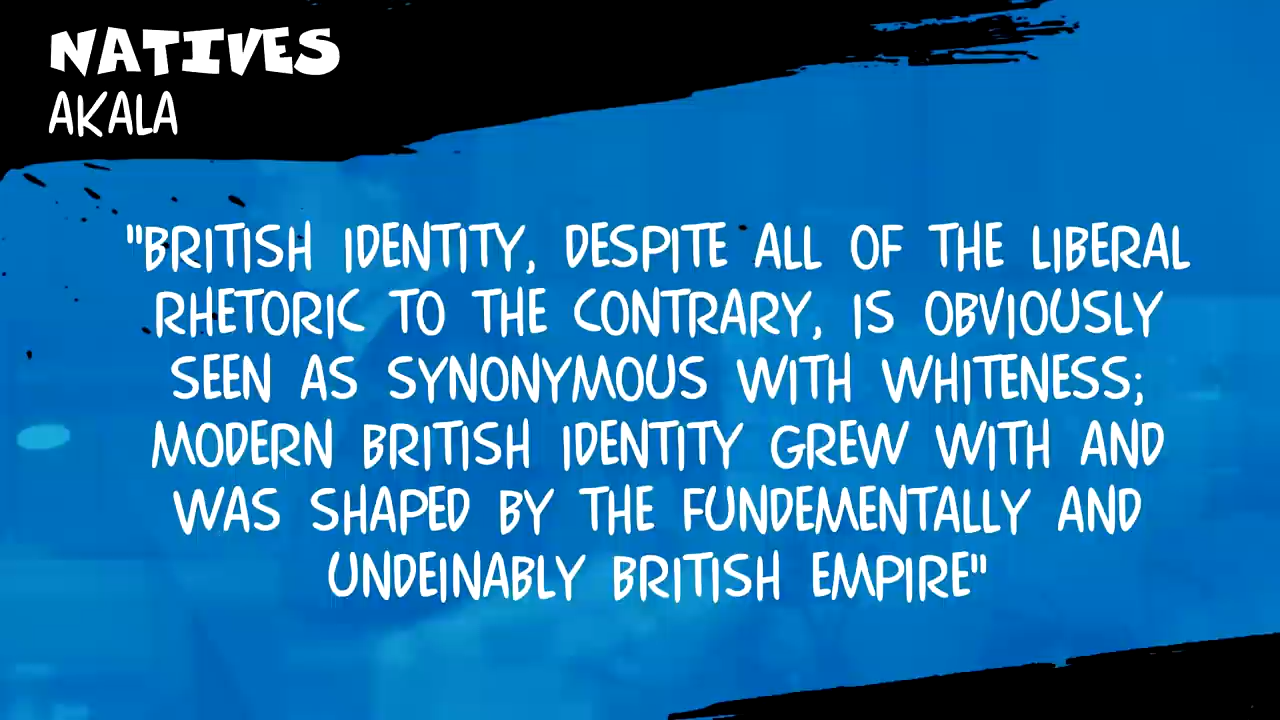 NATIVES
AKALA
"BRITISH IDENTITY, DESPITE ALL OF THE LIBERAL
RHETORIC TO THE CONTRARY, IS OBVIOUSLY
SEEN AS SYNONYMOUS WITH WHITENESS;
MODERN BRITISH IDENTITY GREW WITH AND
WAS SHAPED BY THE FUNDEMENTALLY AND
UNDEINABLY BRITISH EMPIRE"